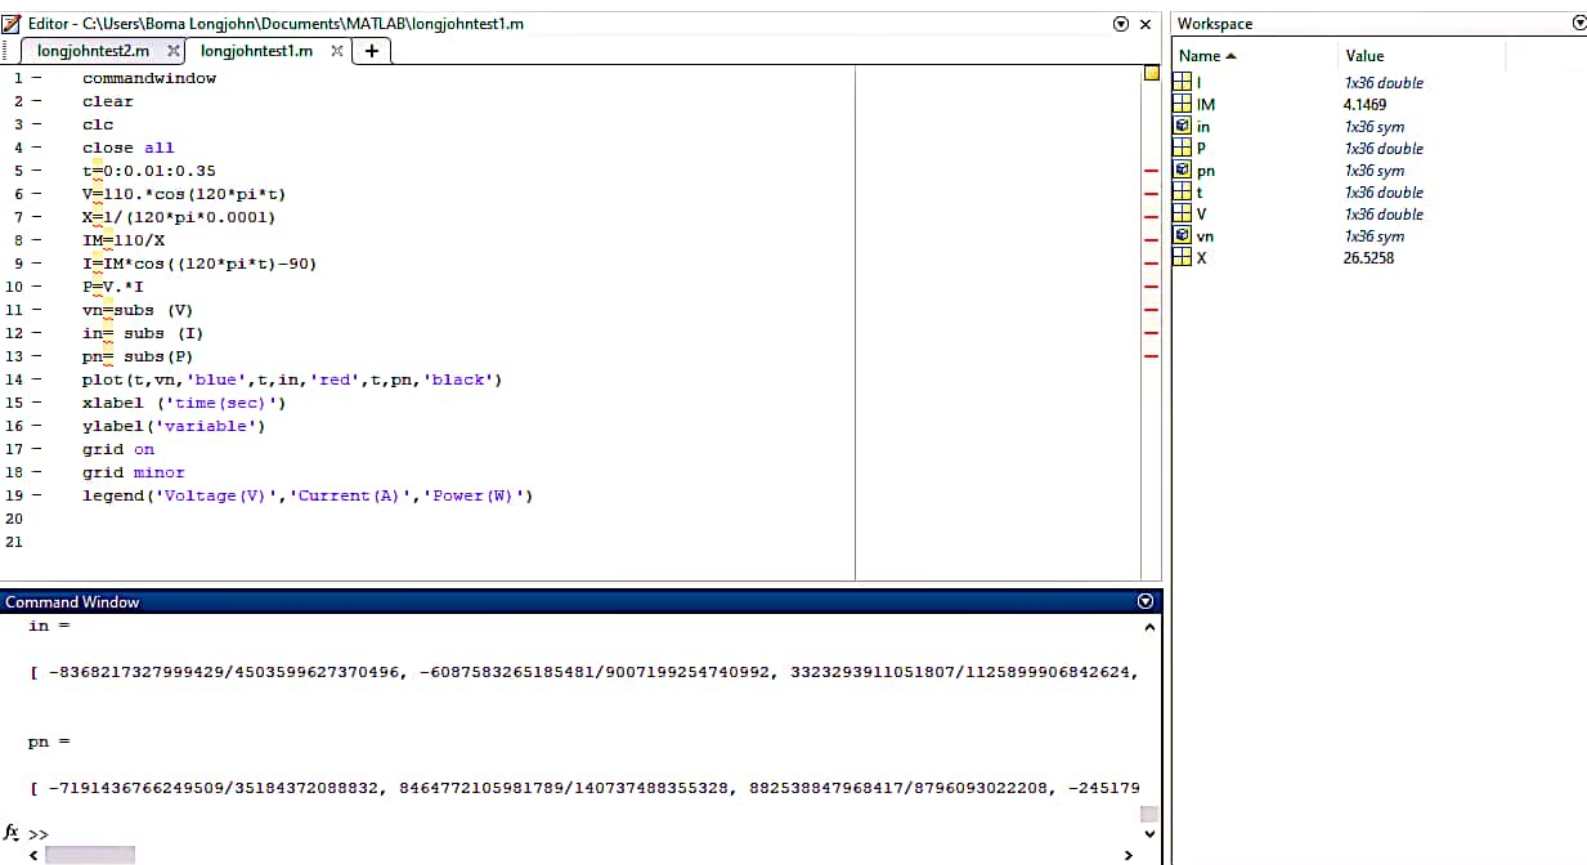 Editor - C:\Users\Boma Longjohn\Documents\MATLAB\longjohntest1.m
longjohntest2.m longjohntest1.m +
1 - commandwindow
2 - clear
3 - clc
4 - close all
5 - t=0:0.01:0.35
6 - V=110.*cos(120*pi*t)
7 - X=1/(120*pi*0.0001)
8 - IM=110/X
9 - I=IM*cos((120*pi*t)-90)
10 - P=V.*I
11 - vn=subs (V)
12 - in= subs (I)
13 - pn= subs(P)
14 - plot(t,vn,'blue',t,in,'red',t,pn,'black')
15 - xlabel ('time(sec)')
16 - ylabel('variable')
17 - grid on
18 - grid minor
19 - legend('Voltage(V)','Current(A)','Power(W)')
20
21
Command Window
in =
[ -8368217327999429/4503599627370496, -6087583265185481/9007199254740992, 3323293911051807/1125899906842624,
pn =
[ -7191436766249509/35184372088832, 8464772105981789/140737488355328, 882538847968417/8796093022208, -245179
fx >>
Workspace
Name Value
I 1x36 double
IM 4.1469
in 1x36 sym
P 1x36 double
pn 1x36 sym
t 1x36 double
V 1x36 double
vn 1x36 sym
X 26.5258